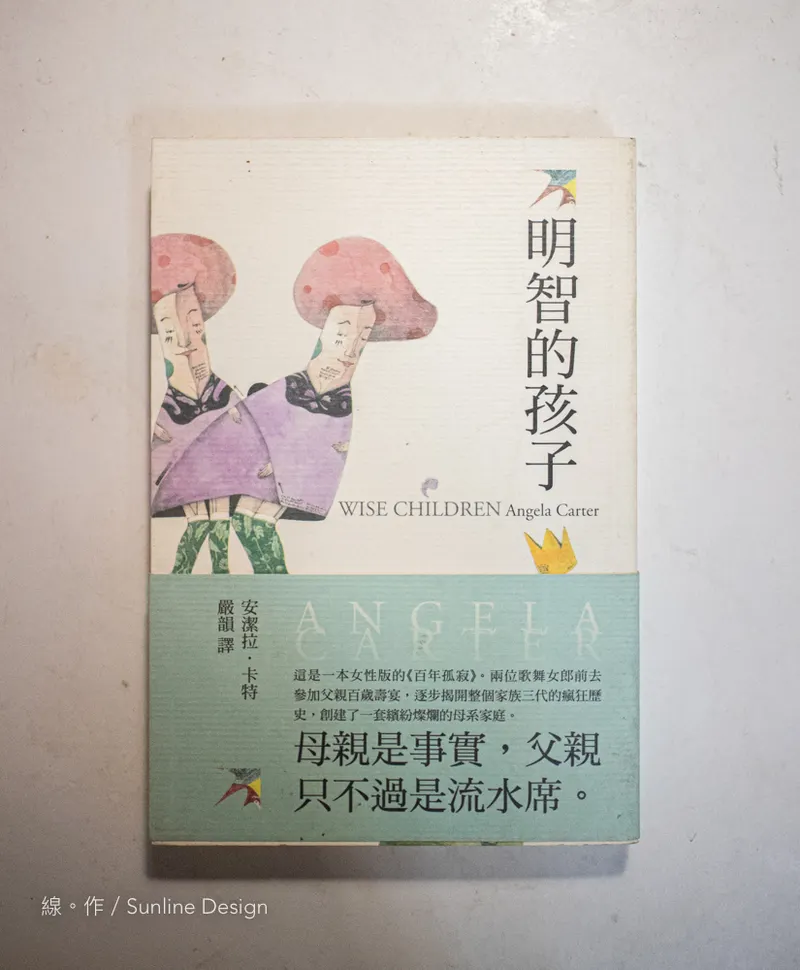 明智的孩子
WISE CHILDREN Angela Carter
安潔拉·卡特
嚴韻 譯
ANGELA
CARTER
這是一本女性版的《百年孤寂》。兩位歌舞女郎前去
參加父親百歲壽宴，逐步揭開整個家族三代的瘋狂歷
史，創建了一套繽紛燦爛的母系家庭。
母親是事實，父親
只不過是流水席。
線。作 / Sunline Design